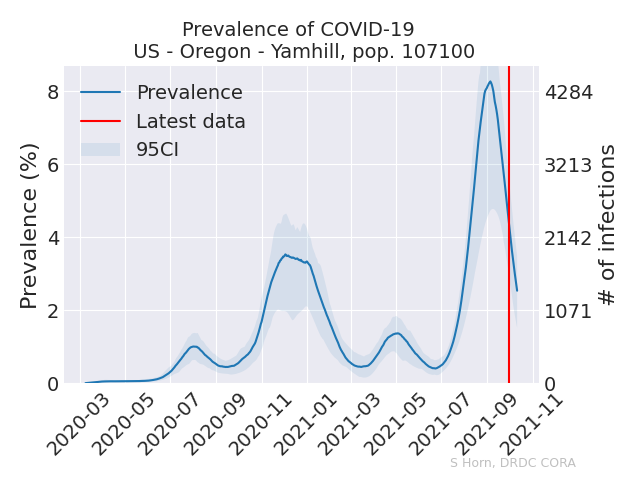 Prevalence of COVID-19
US - Oregon - Yamhill, pop. 107100
Prevalence
Latest data
95CI
Prevalence (%)
8
6
4
2
0
4284
3213
2142
1071
0
# of infections
2020-03
2020-05
2020-07
2020-09
2020-11
2021-01
2021-03
2021-05
2021-07
2021-09
2021-11
S Horn, DRDC CORA